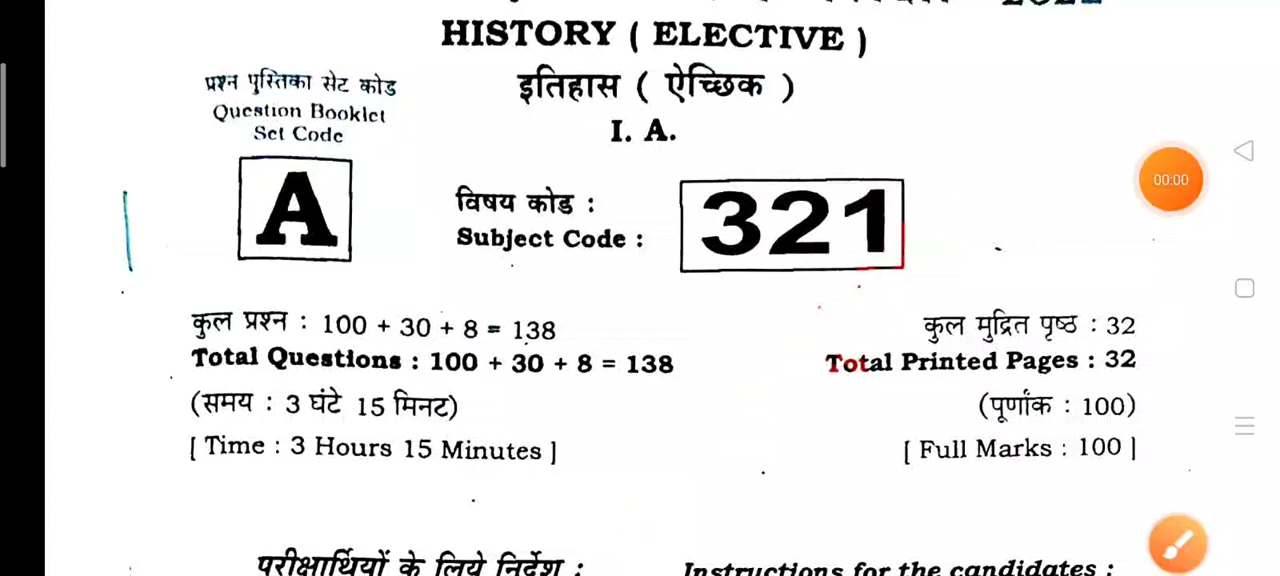 HISTORY ( ELECTIVE )
इतिहास ( ऐच्छिक )
I. A.
प्रश्न पुस्तिका सेट कोड
Question Booklet
Set Code
A
विषय कोड :
Subject Code :
321
00:00
कुल प्रश्न : 100 + 30 + 8 = 138
Total Questions : 100 + 30 + 8 = 138
(समय : 3 घंटे 15 मिनट)
[ Time : 3 Hours 15 Minutes ]
कुल मुद्रित पृष्ठ : 32
Total Printed Pages : 32
(पूर्णांक : 100)
[ Full Marks : 100 ]
परीक्षार्थियों के लिये निर्देश :
Instructions for the candidates :